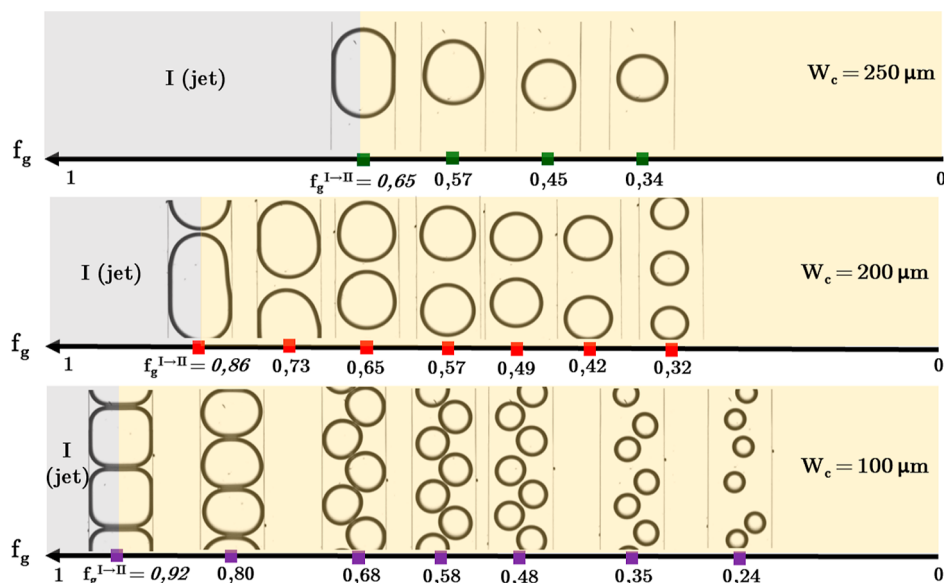 I (jet)
W_c = 250 μm
f_g
1
f_g^I→II = 0,65
0,57
0,45
0,34
0
I (jet)
W_c = 200 μm
f_g
1
f_g^I→II = 0,86
0,73
0,65
0,57
0,49
0,42
0,32
0
I
(jet)
W_c = 100 μm
f_g
1
f_g^I→II = 0,92
0,80
0,68
0,58
0,48
0,35
0,24
0